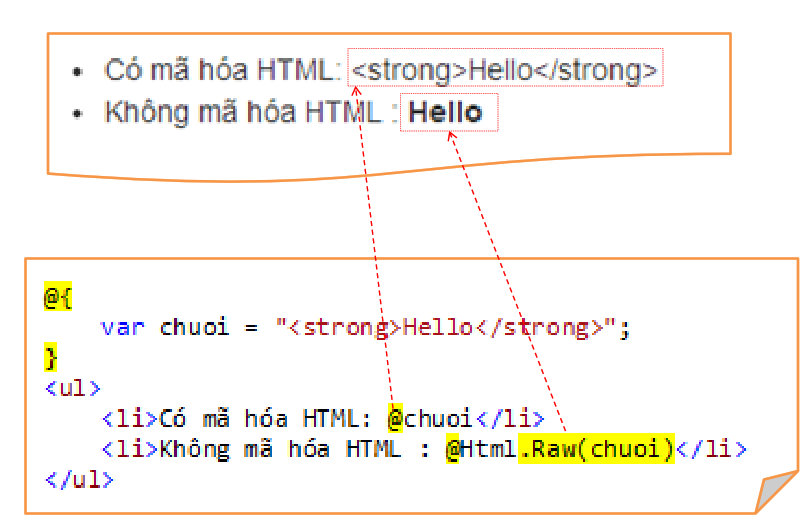 • Có mã hóa HTML: <strong>Hello</strong>
• Không mã hóa HTML : Hello
@{
var chuoi = "<strong>Hello</strong>";
}
<ul>
<li>Có mã hóa HTML: @chuoi</li>
<li>Không mã hóa HTML : @Html.Raw(chuoi)</li>
</ul>